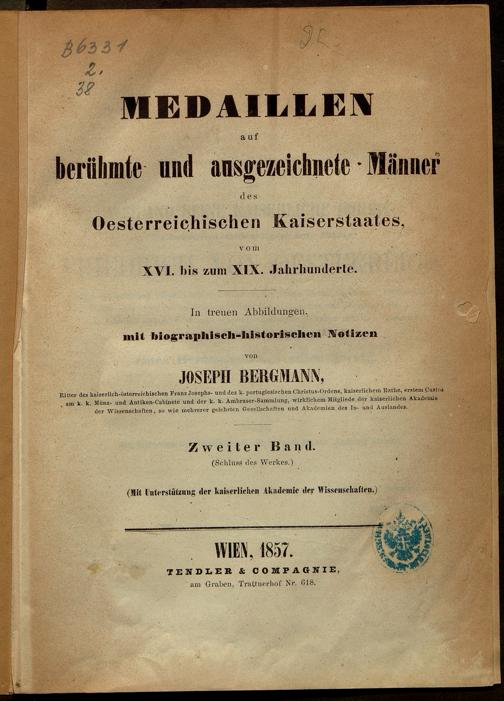 B6331
2.
38
MEDAILLEN
auf
berühmte und ausgezeichnete Männer
des
Oesterreichischen Kaiserstaates,
vom
XVI. bis zum XIX. Jahrhunderte.
In treuen Abbildungen,
mit biographisch-historischen Notizen
von
JOSEPH BERGMANN,
Ritter des kaiserlich-österreichischen Franz Josephs- und des k. portugiesischen Christus-Ordens, kaiserlichem Rathe, erstem Custos
am k. k. Münz- und Antiken-Cabinete und der k. k. Ambraser-Sammlung, wirklichem Mitgliede der kaiserlichen Akademie
der Wissenschaften, so wie mehrerer gelehrten Gesellschaften und Akademien des In- und Auslandes.
Zweiter Band.
(Schluss des Werkes.)
(Mit Unterstützung der kaiserlichen Akademie der Wissenschaften.)
WIEN, 1857.
TENDLER & COMPAGNIE,
am Graben, Trattnerhof Nr. 618.